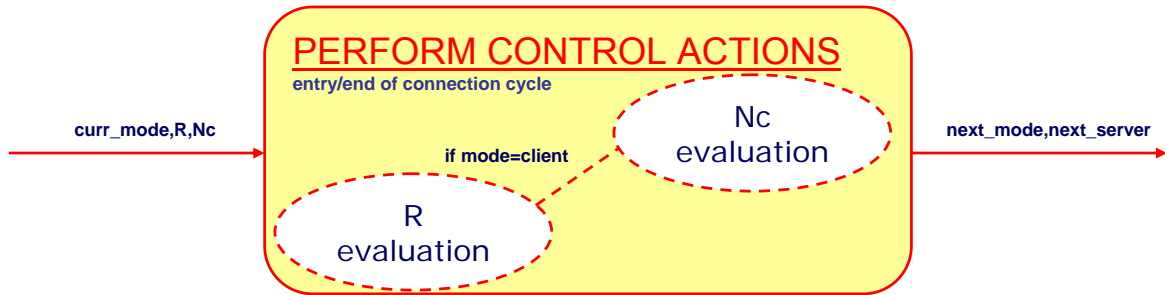 PERFORM CONTROL ACTIONS
entry/end of connection cycle
curr_mode,R,Nc
Nc
evaluation
next_mode,next_server
if mode=client
R
evaluation